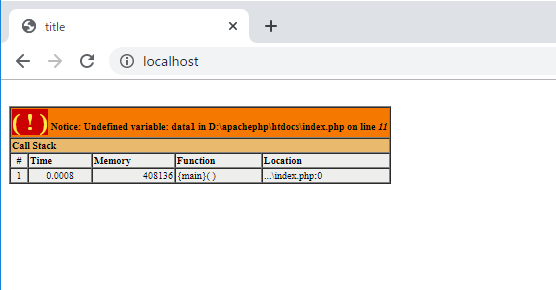 title
localhost
( ! ) Notice: Undefined variable: data1 in D:\apachephp\htdocs\index.php on line 11
Call Stack
# Time Memory Function Location
1 0.0008 408136 {main}( ) ...\index.php:0